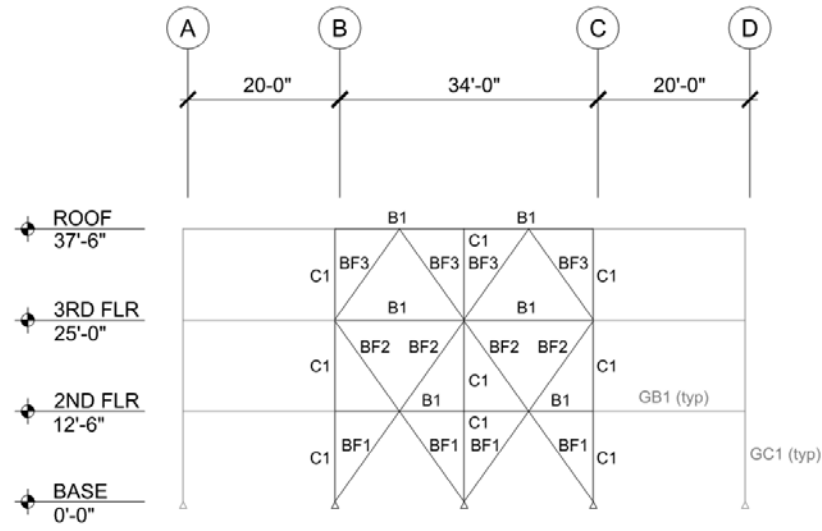 A B C D
20-0" 34'-0" 20'-0"
B1 B1
ROOF
37'-6"
C1
C1 BF3 BF3 BF3 BF3 C1
B1 B1
3RD FLR
25'-0"
BF2 BF2 BF2 BF2
C1 C1 C1
B1 B1 GB1 (typ)
2ND FLR
12'-6"
C1
C1 BF1 BF1 BF1 BF1 C1
GC1 (typ)
BASE
0'-0"